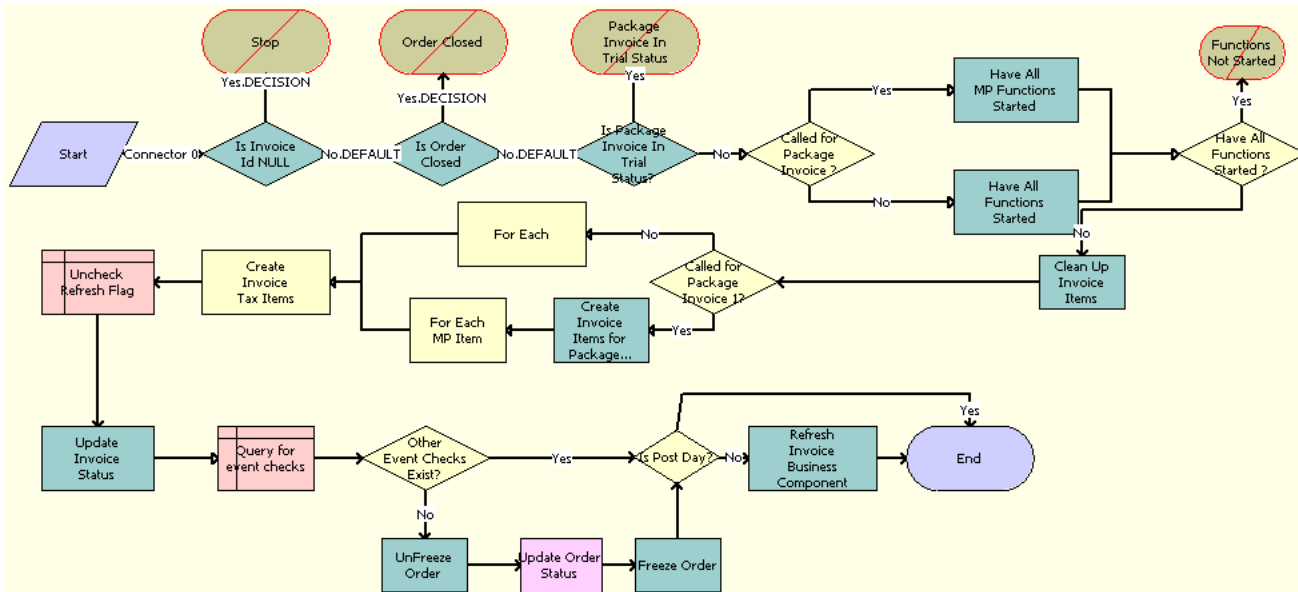 Stop
Order Closed
Package
Invoice In
Trial Status
Functions
Not Started
Yes.DECISION
Yes.DECISION
Yes
Yes
Have All
MP Functions
Started
Yes
Start
Connector 0
Is Invoice
Id NULL
No.DEFAULT
Is Order
Closed
No.DEFAULT
Is Package
Invoice In
Trial
Status?
No
Called for
Package
Invoice ?
Have All
Functions
Started ?
No
Have All
Functions
Started
No
Uncheck
Refresh Flag
Create
Invoice
Tax Items
For Each
No
Called for
Package
Invoice 1?
Clean Up
Invoice
Items
For Each
MP Item
Create
Invoice
Items for
Package...
Yes
Update
Invoice
Status
Query for
event checks
Other
Event Checks
Exist?
Yes
Is Post Day?
No
Refresh
Invoice
Business
Component
Yes
End
No
UnFreeze
Order
Update Order
Status
Freeze Order